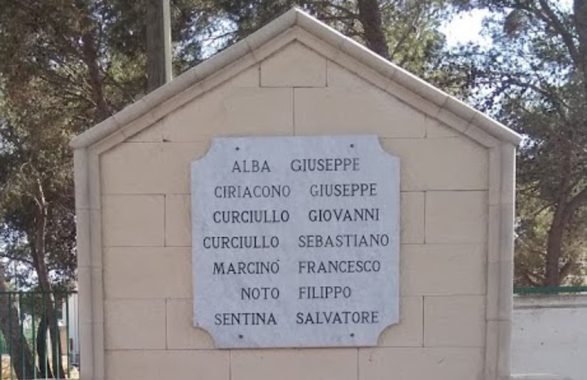 ALBA GIUSEPPE
CIRIACONO GIUSEPPE
CURCIULLO GIOVANNI
CURCIULLO SEBASTIANO
MARCINÒ FRANCESCO
NOTO FILIPPO
SENTINA SALVATORE